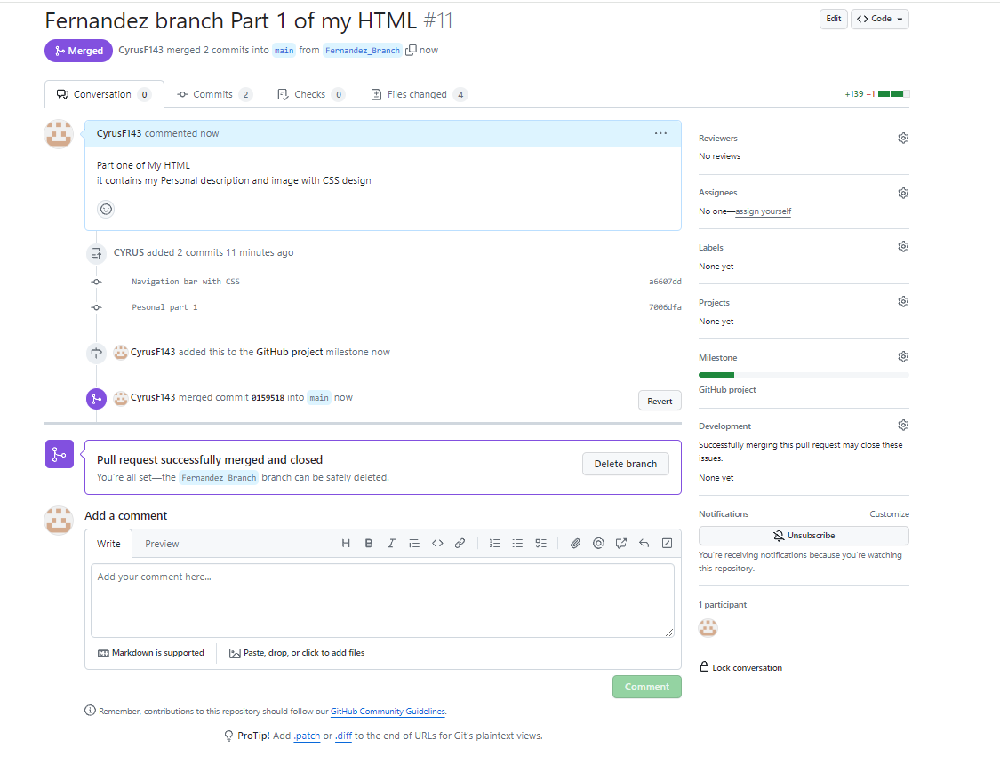 Fernandez branch Part 1 of my HTML #11
Edit
Code
Merged
CyrusF143 merged 2 commits into main from Fernandez_Branch now
Conversation 0
Commits 2
Checks 0
Files changed 4
+139 −1
CyrusF143 commented now
Part one of My HTML
it contains my Personal description and image with CSS design
CYRUS added 2 commits 11 minutes ago
Navigation bar with CSS a6607dd
Pesonal part 1 7006dfa
CyrusF143 added this to the GitHub project milestone now
CyrusF143 merged commit 0159518 into main now
Revert
Pull request successfully merged and closed
You're all set—the Fernandez_Branch branch can be safely deleted.
Delete branch
Add a comment
Write
Preview
Add your comment here...
Markdown is supported
Paste, drop, or click to add files
Comment
Remember, contributions to this repository should follow our GitHub Community Guidelines.
ProTip! Add .patch or .diff to the end of URLs for Git's plaintext views.
Reviewers
No reviews
Assignees
No one—assign yourself
Labels
None yet
Projects
None yet
Milestone
GitHub project
Development
Successfully merging this pull request may close these
issues.
None yet
Notifications
Customize
Unsubscribe
You're receiving notifications because you're watching
this repository.
1 participant
Lock conversation